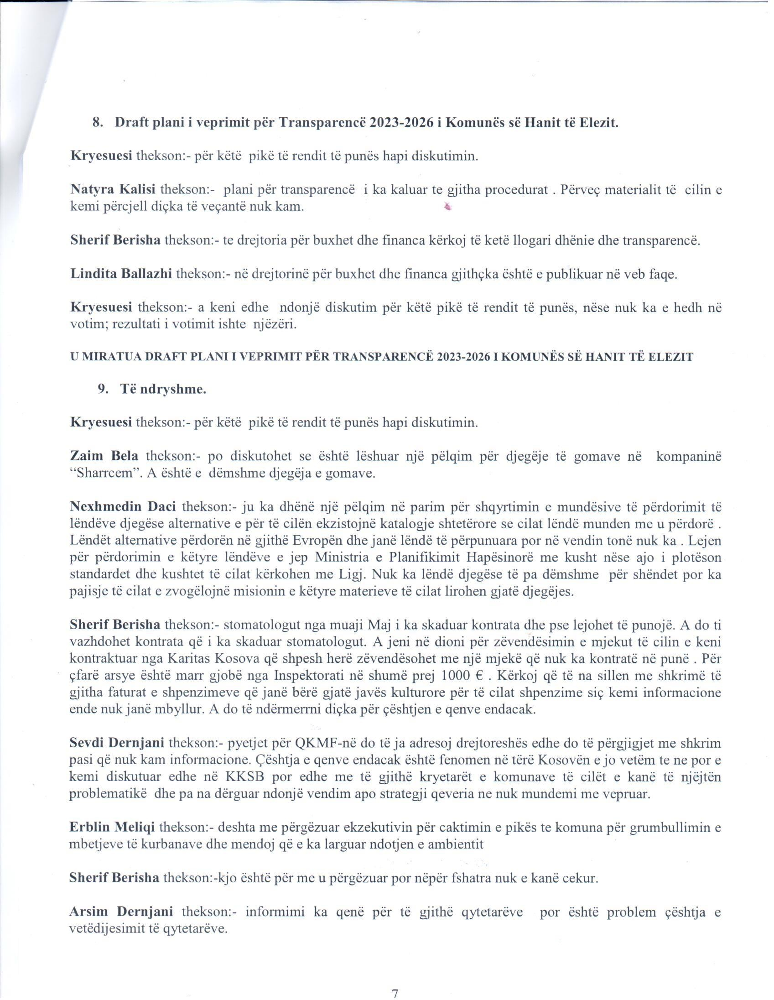 8. Draft plani i veprimit për Transparencë 2023-2026 i Komunës së Hanit të Elezit.
Kryesuesi thekson:- për këtë pikë të rendit të punës hapi diskutimin.
Natyra Kalisi thekson:- plani për transparencë i ka kaluar te gjitha procedurat . Përveç materialit të cilin e
kemi përcjell diçka të veçantë nuk kam.
Sherif Berisha thekson:- te drejtoria për buxhet dhe financa kërkoj të ketë llogari dhënie dhe transparencë.
Lindita Ballazhi thekson:- në drejtorinë për buxhet dhe financa gjithçka është e publikuar në veb faqe.
Kryesuesi thekson:- a keni edhe ndonjë diskutim për këtë pikë të rendit të punës, nëse nuk ka e hedh në
votim; rezultati i votimit ishte njëzëri.
U MIRATUA DRAFT PLANI I VEPRIMIT PËR TRANSPARENCË 2023-2026 I KOMUNËS SË HANIT TË ELEZIT
9. Të ndryshme.
Kryesuesi thekson:- për këtë pikë të rendit të punës hapi diskutimin.
Zaim Bela thekson:- po diskutohet se është lëshuar një pëlqim për djegëje të gomave në kompaninë
“Sharrcem”. A është e dëmshme djegëja e gomave.
Nexhmedin Daci thekson:- ju ka dhënë një pëlqim në parim për shqyrtimin e mundësive të përdorimit të
lëndëve djegëse alternative e për të cilën ekzistojnë katalogje shtetërore se cilat lëndë munden me u përdorë .
Lëndët alternative përdorën në gjithë Evropën dhe janë lëndë të përpunuara por në vendin tonë nuk ka . Lejen
për përdorimin e këtyre lëndëve e jep Ministria e Planifikimit Hapësinorë me kusht nëse ajo i plotëson
standardet dhe kushtet të cilat kërkohen me Ligj. Nuk ka lëndë djegëse të pa dëmshme për shëndet por ka
pajisje të cilat e zvogëlojnë misionin e këtyre materieve të cilat lirohen gjatë djegëjes.
Sherif Berisha thekson:- stomatologut nga muaji Maj i ka skaduar kontrata dhe pse lejohet të punojë. A do ti
vazhdohet kontrata që i ka skaduar stomatologut. A jeni në dioni për zëvendësimin e mjekut të cilin e keni
kontraktuar nga Karitas Kosova që shpesh herë zëvendësohet me një mjekë që nuk ka kontratë në punë . Për
çfarë arsye është marr gjobë nga Inspektorati në shumë prej 1000 € . Kërkoj që të na sillen me shkrimë të
gjitha faturat e shpenzimeve që janë bërë gjatë javës kulturore për të cilat shpenzime siç kemi informacione
ende nuk janë mbyllur. A do të ndërmerrni diçka për çështjen e qenve endacak.
Sevdi Dernjani thekson:- pyetjet për QKMF-në do të ja adresoj drejtoreshës edhe do të përgjigjet me shkrim
pasi që nuk kam informacione. Çështja e qenve endacak është fenomen në tërë Kosovën e jo vetëm te ne por e
kemi diskutuar edhe në KKSB por edhe me të gjithë kryetarët e komunave të cilët e kanë të njëjtën
problematikë dhe pa na dërguar ndonjë vendim apo strategji qeveria ne nuk mundemi me vepruar.
Erblin Meliqi thekson:- deshta me përgëzuar ekzekutivin për caktimin e pikës te komuna për grumbullimin e
mbetjeve të kurbanave dhe mendoj që e ka larguar ndotjen e ambientit
Sherif Berisha thekson:-kjo është për me u përgëzuar por nëpër fshatra nuk e kanë cekur.
Arsim Dernjani thekson:- informimi ka qenë për të gjithë qytetarëve por është problem çështja e
vetëdijesimit të qytetarëve.
7